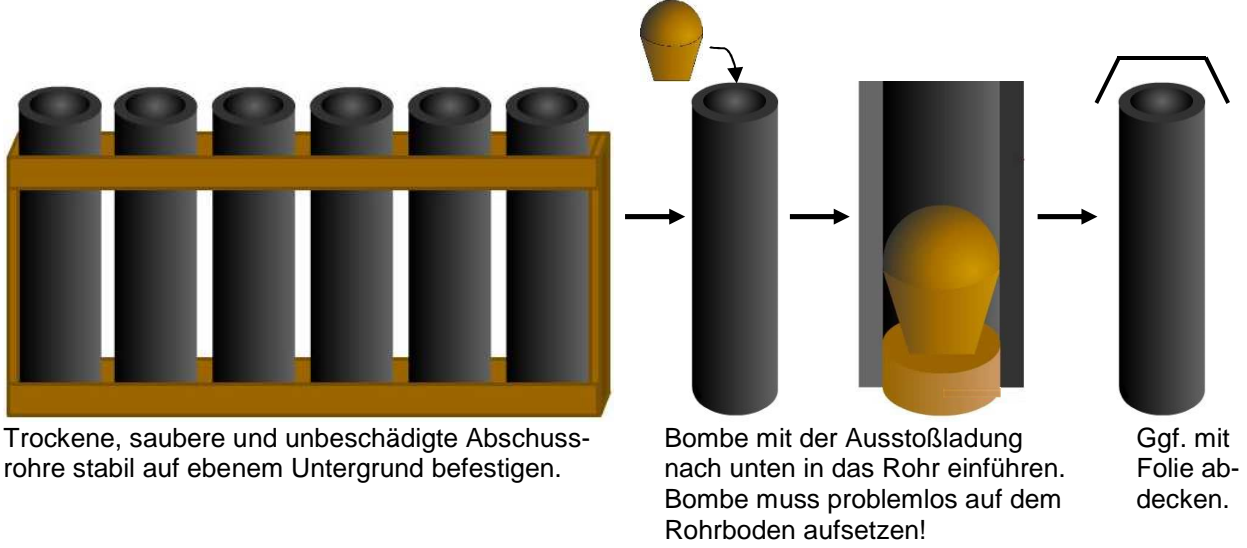 Trockene, saubere und unbeschädigte Abschuss-
rohre stabil auf ebenem Untergrund befestigen.
Bombe mit der Ausstoßladung
nach unten in das Rohr einführen.
Bombe muss problemlos auf dem
Rohrboden aufsetzen!
Ggf. mit
Folie ab-
decken.